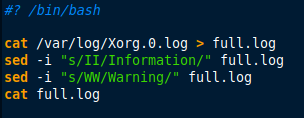 #? /bin/bash
cat /var/log/Xorg.0.log > full.log
sed -i "s/II/Information/" full.log
sed -i "s/WW/Warning/" full.log
cat full.log